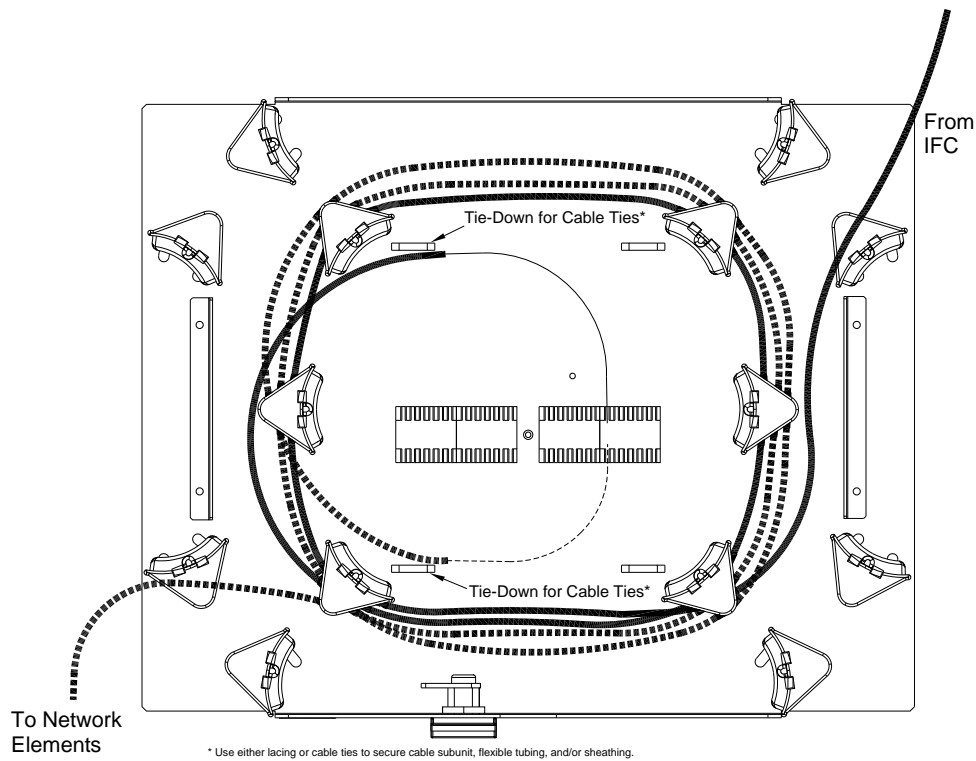 From
IFC
Tie-Down for Cable Ties*
Tie-Down for Cable Ties*
To Network
Elements
* Use either lacing or cable ties to secure cable subunit, flexible tubing, and/or sheathing.